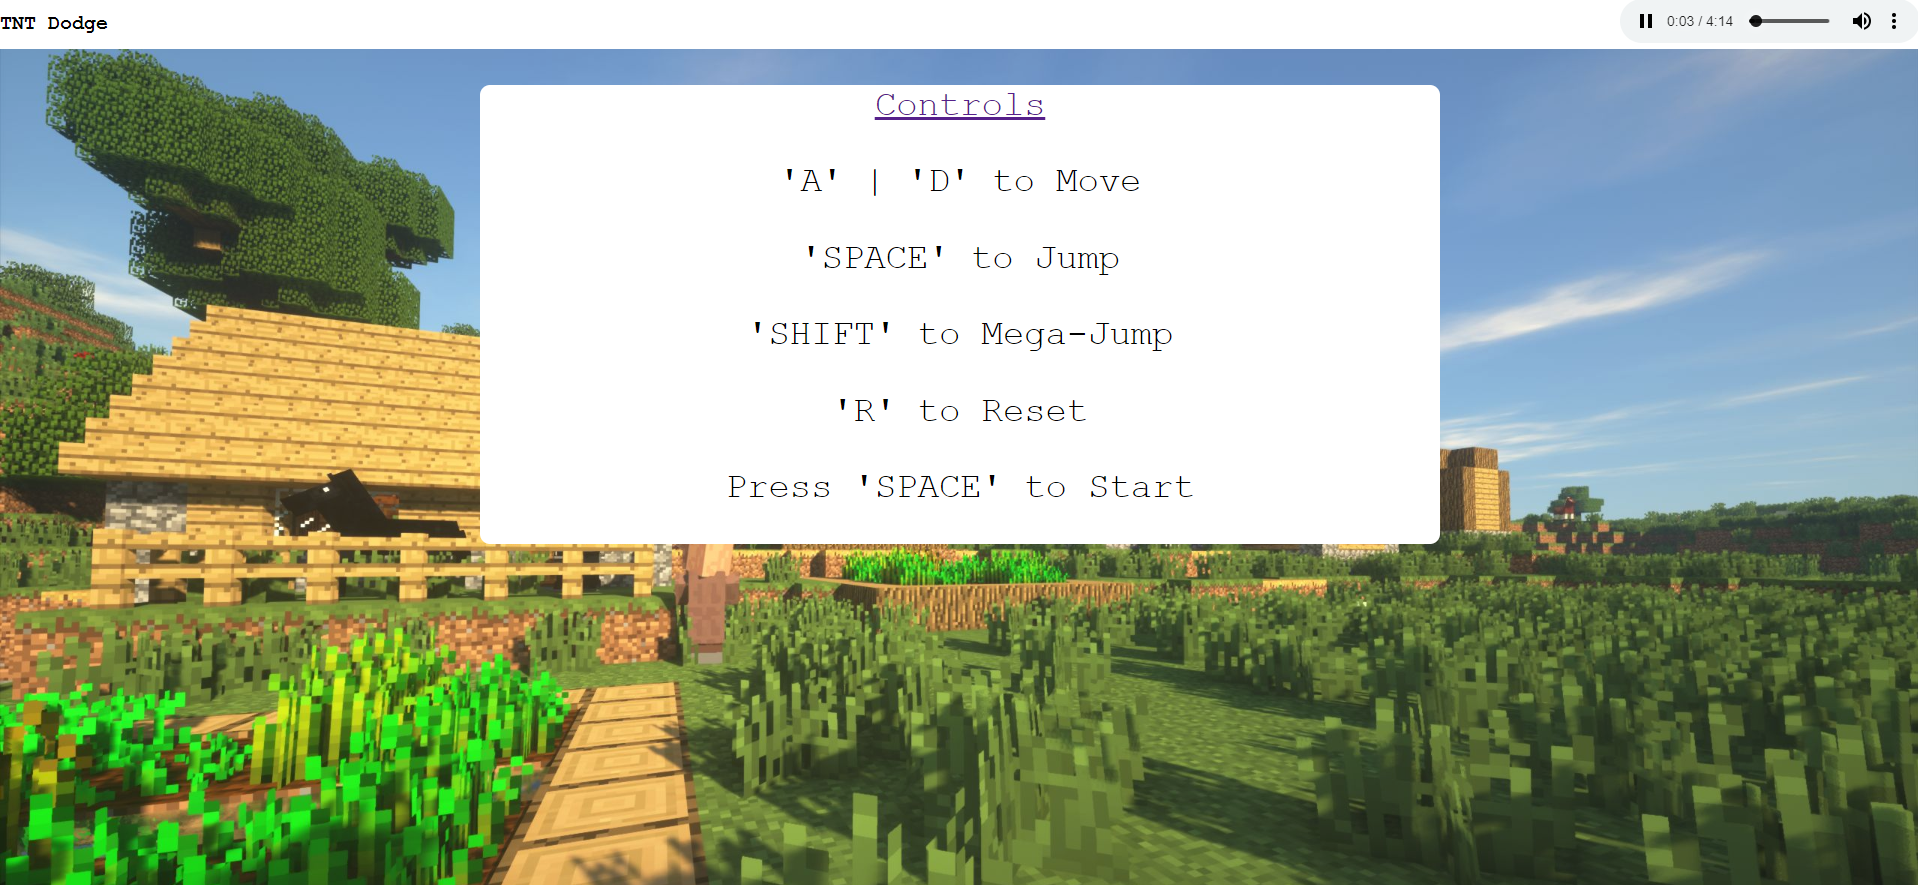 TNT Dodge
0:03 / 4:14
Controls
'A' | 'D' to Move
'SPACE' to Jump
'SHIFT' to Mega-Jump
'R' to Reset
Press 'SPACE' to Start